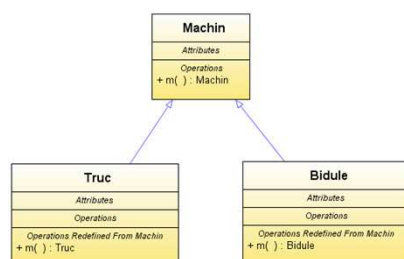 Machin
Attributes
Operations
+ m( ) : Machin
Truc
Attributes
Operations
Operations Redefined From Machin
+ m( ) : Truc
Bidule
Attributes
Operations
Operations Redefined From Machin
+ m( ) : Bidule